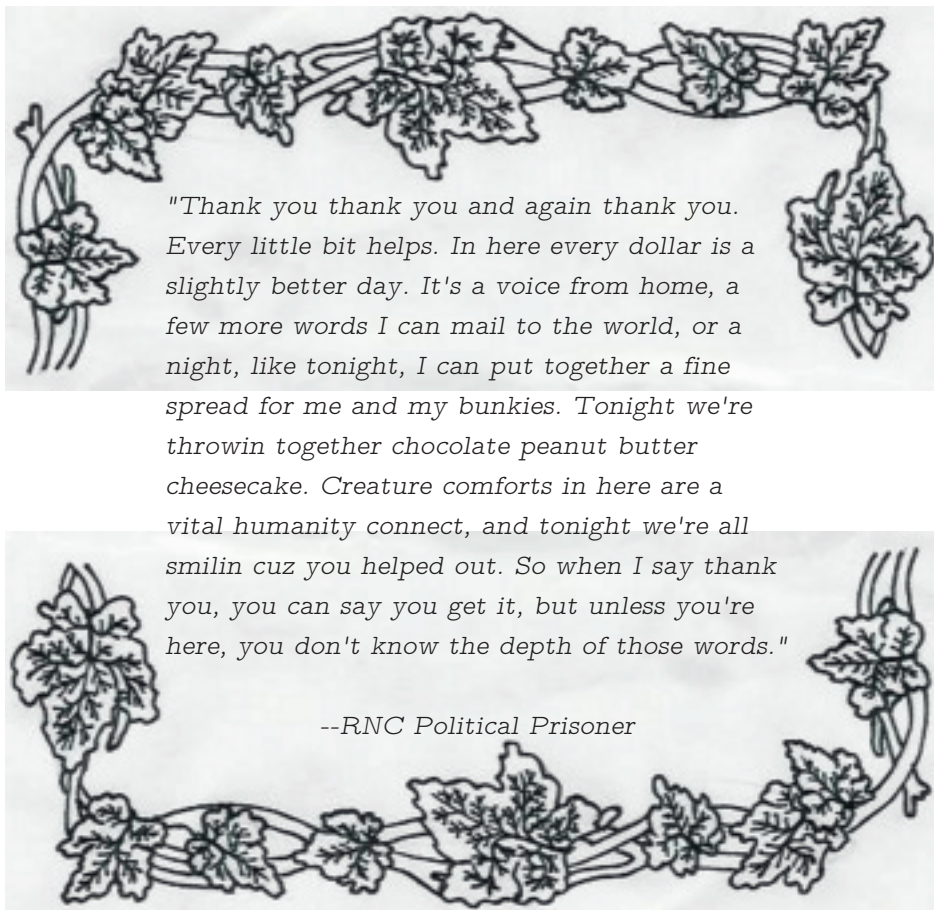 "Thank you thank you and again thank you.
Every little bit helps. In here every dollar is a
slightly better day. It's a voice from home, a
few more words I can mail to the world, or a
night, like tonight, I can put together a fine
spread for me and my bunkies. Tonight we're
throwin together chocolate peanut butter
cheesecake. Creature comforts in here are a
vital humanity connect, and tonight we're all
smilin cuz you helped out. So when I say thank
you, you can say you get it, but unless you're
here, you don't know the depth of those words."
--RNC Political Prisoner